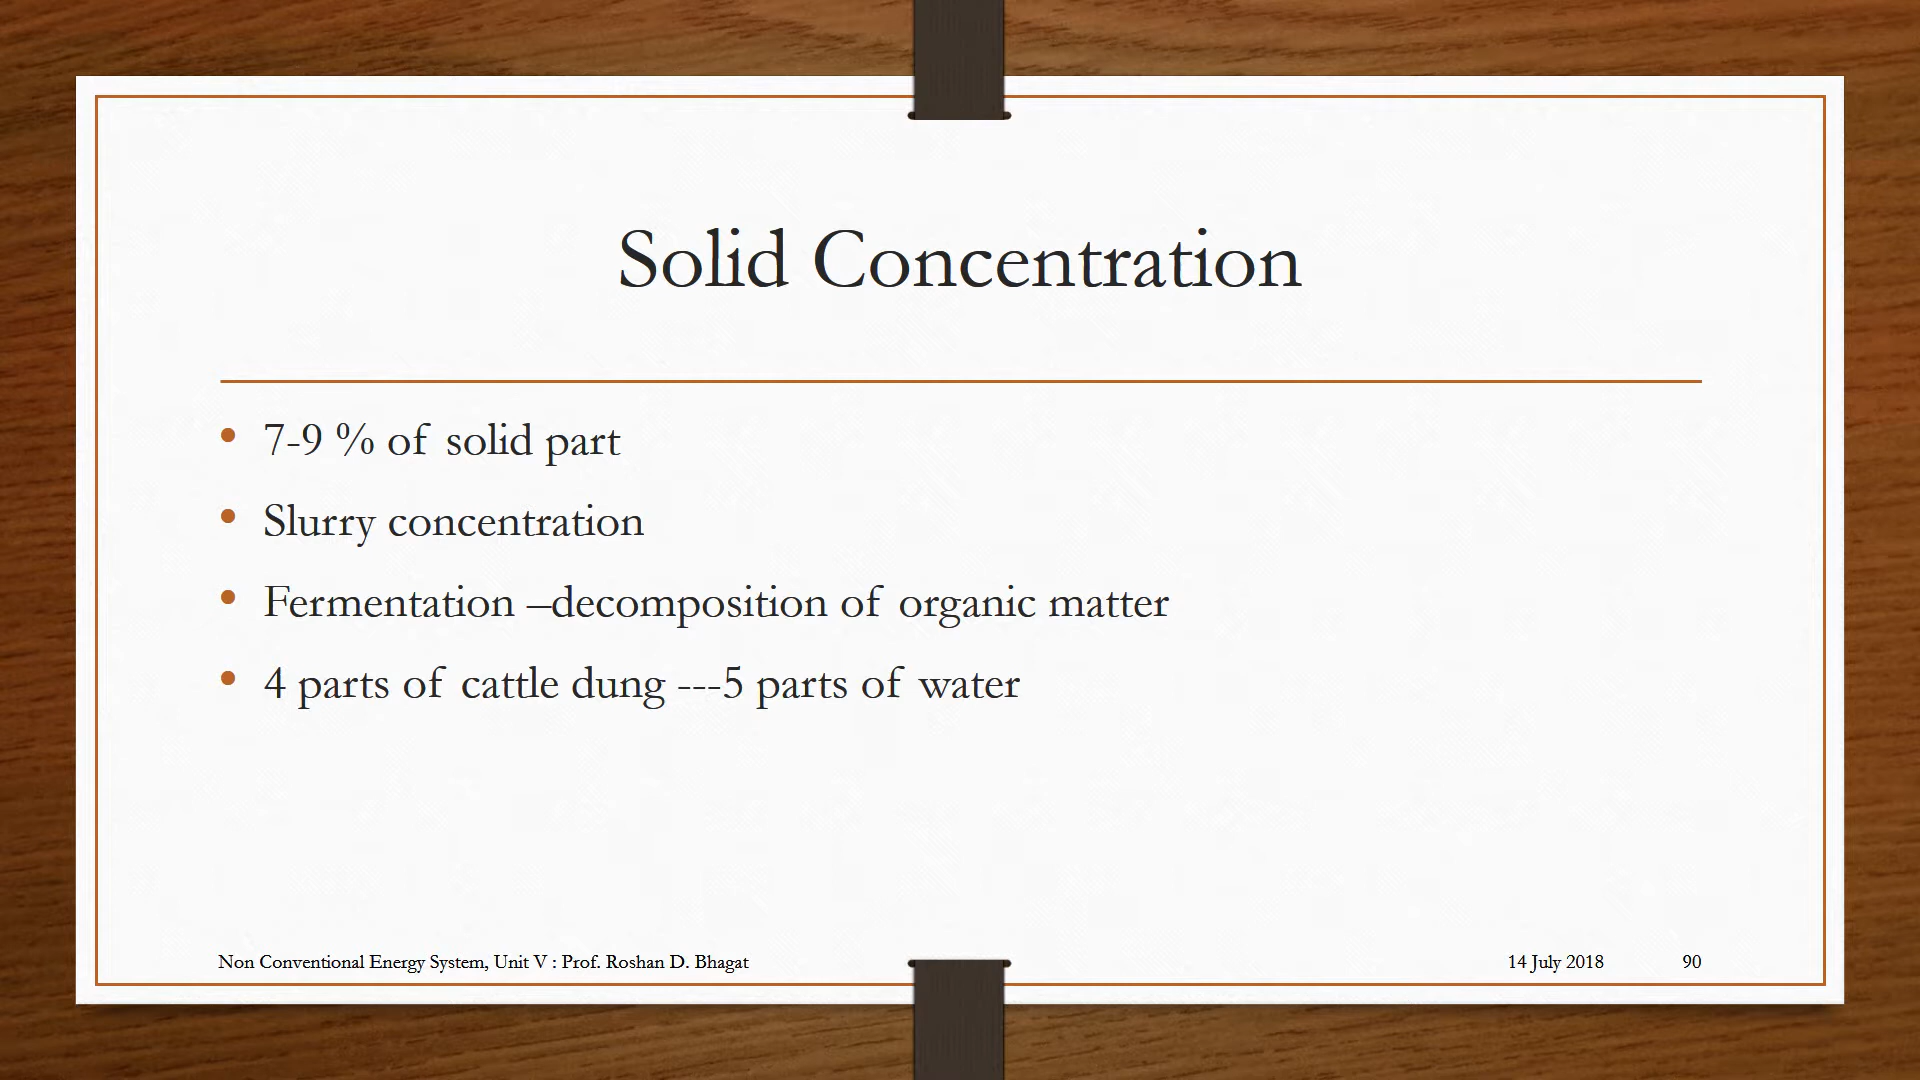 Solid Concentration
• 7-9 % of solid part
• Slurry concentration
• Fermentation –decomposition of organic matter
• 4 parts of cattle dung ---5 parts of water
Non Conventional Energy System, Unit V : Prof. Roshan D. Bhagat
14 July 2018
90